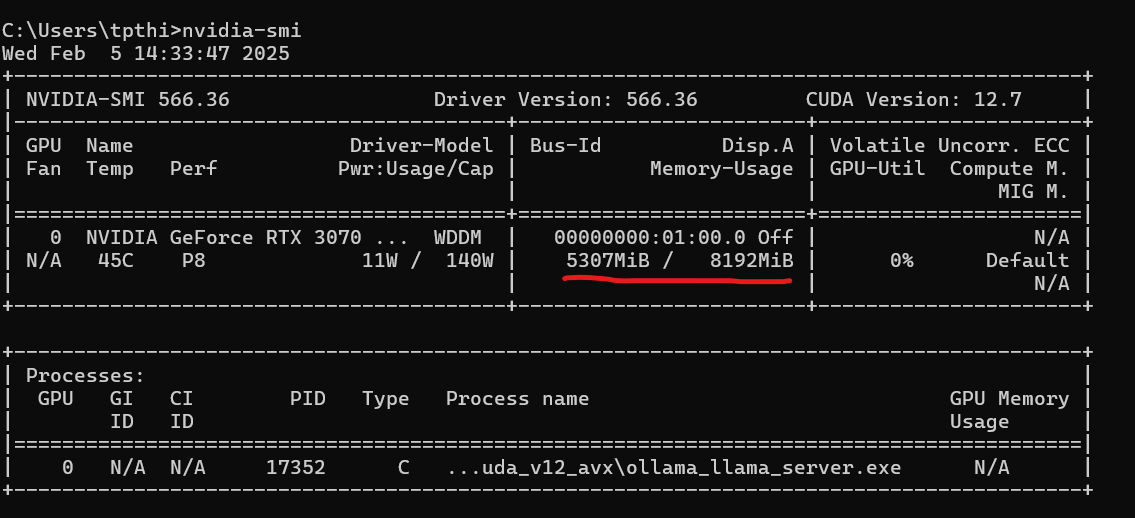 C:\Users\tpthi>nvidia-smi
Wed Feb  5 14:33:47 2025
+-----------------------------------------------------------------------------------------+
| NVIDIA-SMI 566.36                 Driver Version: 566.36         CUDA Version: 12.7     |
|-----------------------------------------+------------------------+----------------------+
| GPU  Name                  Driver-Model | Bus-Id          Disp.A | Volatile Uncorr. ECC |
| Fan  Temp   Perf          Pwr:Usage/Cap |           Memory-Usage | GPU-Util  Compute M. |
|                                         |                        |               MIG M. |
|=========================================+========================+======================|
|   0  NVIDIA GeForce RTX 3070 ...  WDDM  |   00000000:01:00.0 Off |                  N/A |
| N/A   45C    P8             11W /  140W |    5307MiB /   8192MiB |      0%      Default |
|                                         |                        |                  N/A |
+-----------------------------------------+------------------------+----------------------+
+-----------------------------------------------------------------------------------------+
| Processes:                                                                              |
|  GPU   GI   CI        PID   Type   Process name                              GPU Memory |
|        ID   ID                                                               Usage      |
|=========================================================================================|
|    0   N/A  N/A     17352      C   ...uda_v12_avx\ollama_llama_server.exe      N/A      |
+-----------------------------------------------------------------------------------------+